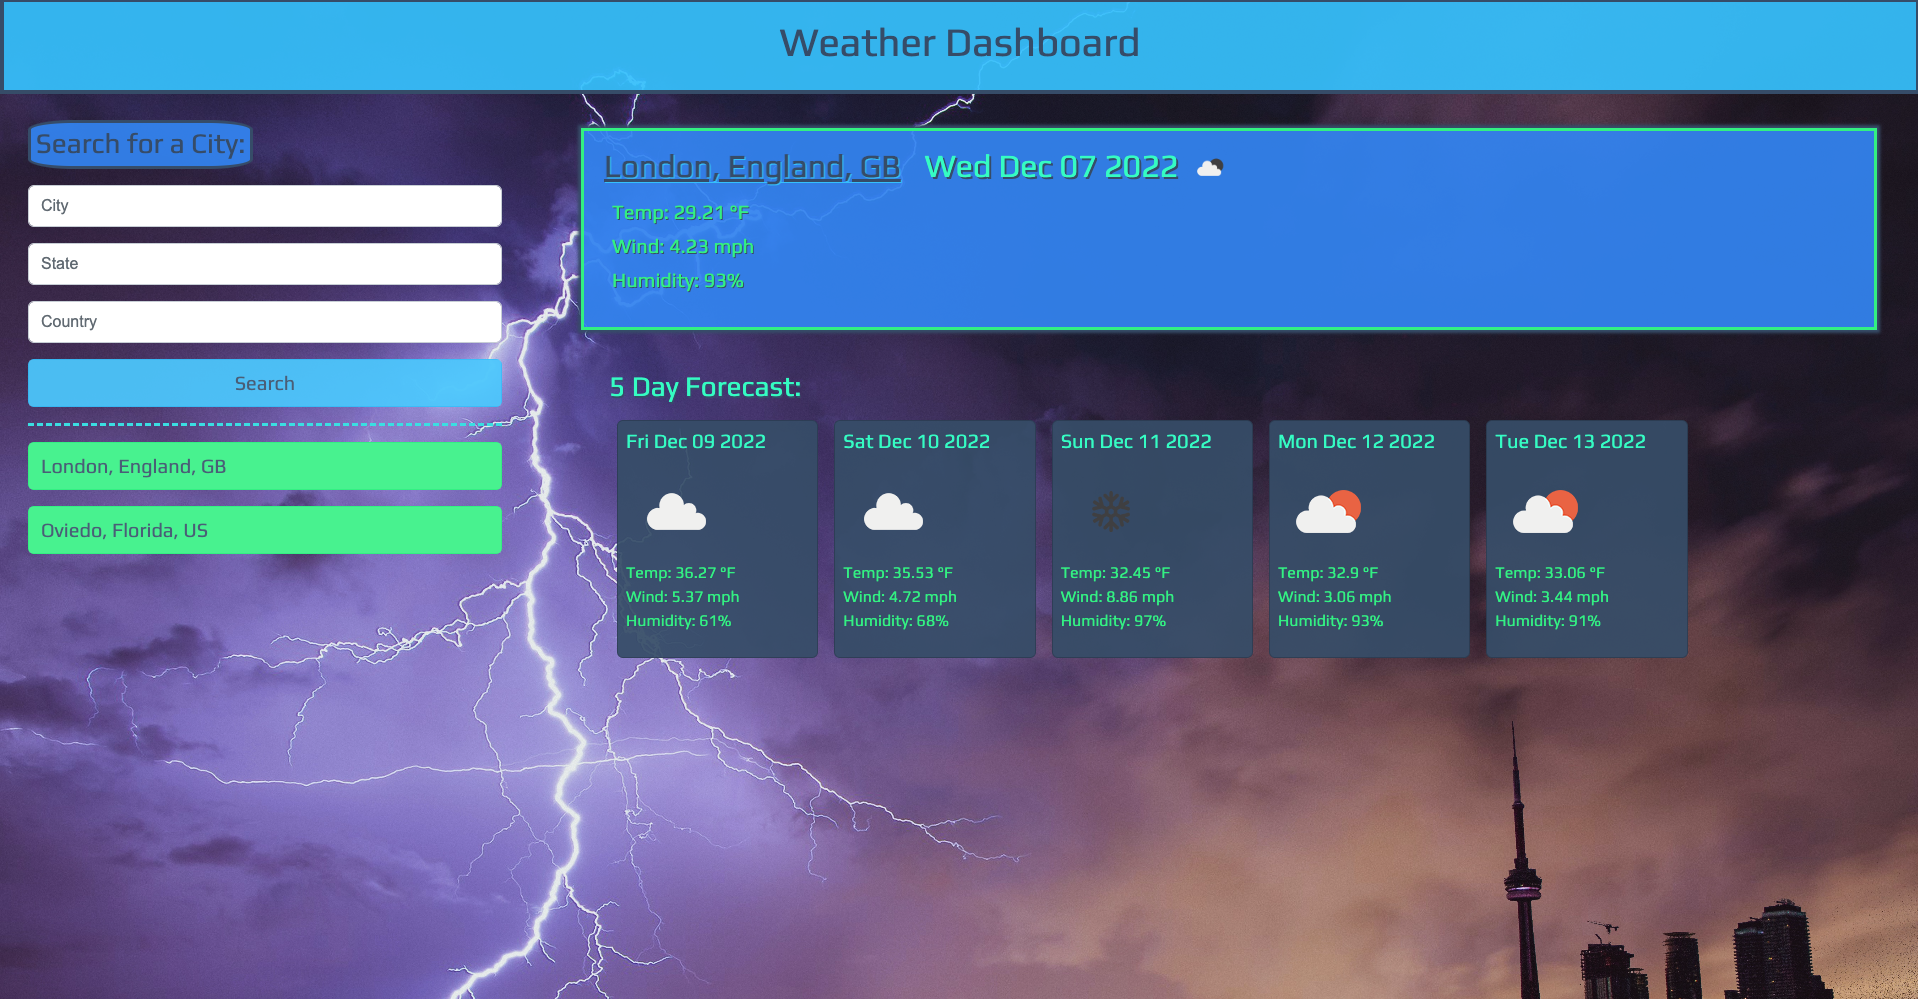 Weather Dashboard
Search for a City:
City
State
Country
Search
London, England, GB
Oviedo, Florida, US
London, England, GB Wed Dec 07 2022
Temp: 29.21 °F
Wind: 4.23 mph
Humidity: 93%
5 Day Forecast:
Fri Dec 09 2022
Temp: 36.27 °F
Wind: 5.37 mph
Humidity: 61%
Sat Dec 10 2022
Temp: 35.53 °F
Wind: 4.72 mph
Humidity: 68%
Sun Dec 11 2022
Temp: 32.45 °F
Wind: 8.86 mph
Humidity: 97%
Mon Dec 12 2022
Temp: 32.9 °F
Wind: 3.06 mph
Humidity: 93%
Tue Dec 13 2022
Temp: 33.06 °F
Wind: 3.44 mph
Humidity: 91%